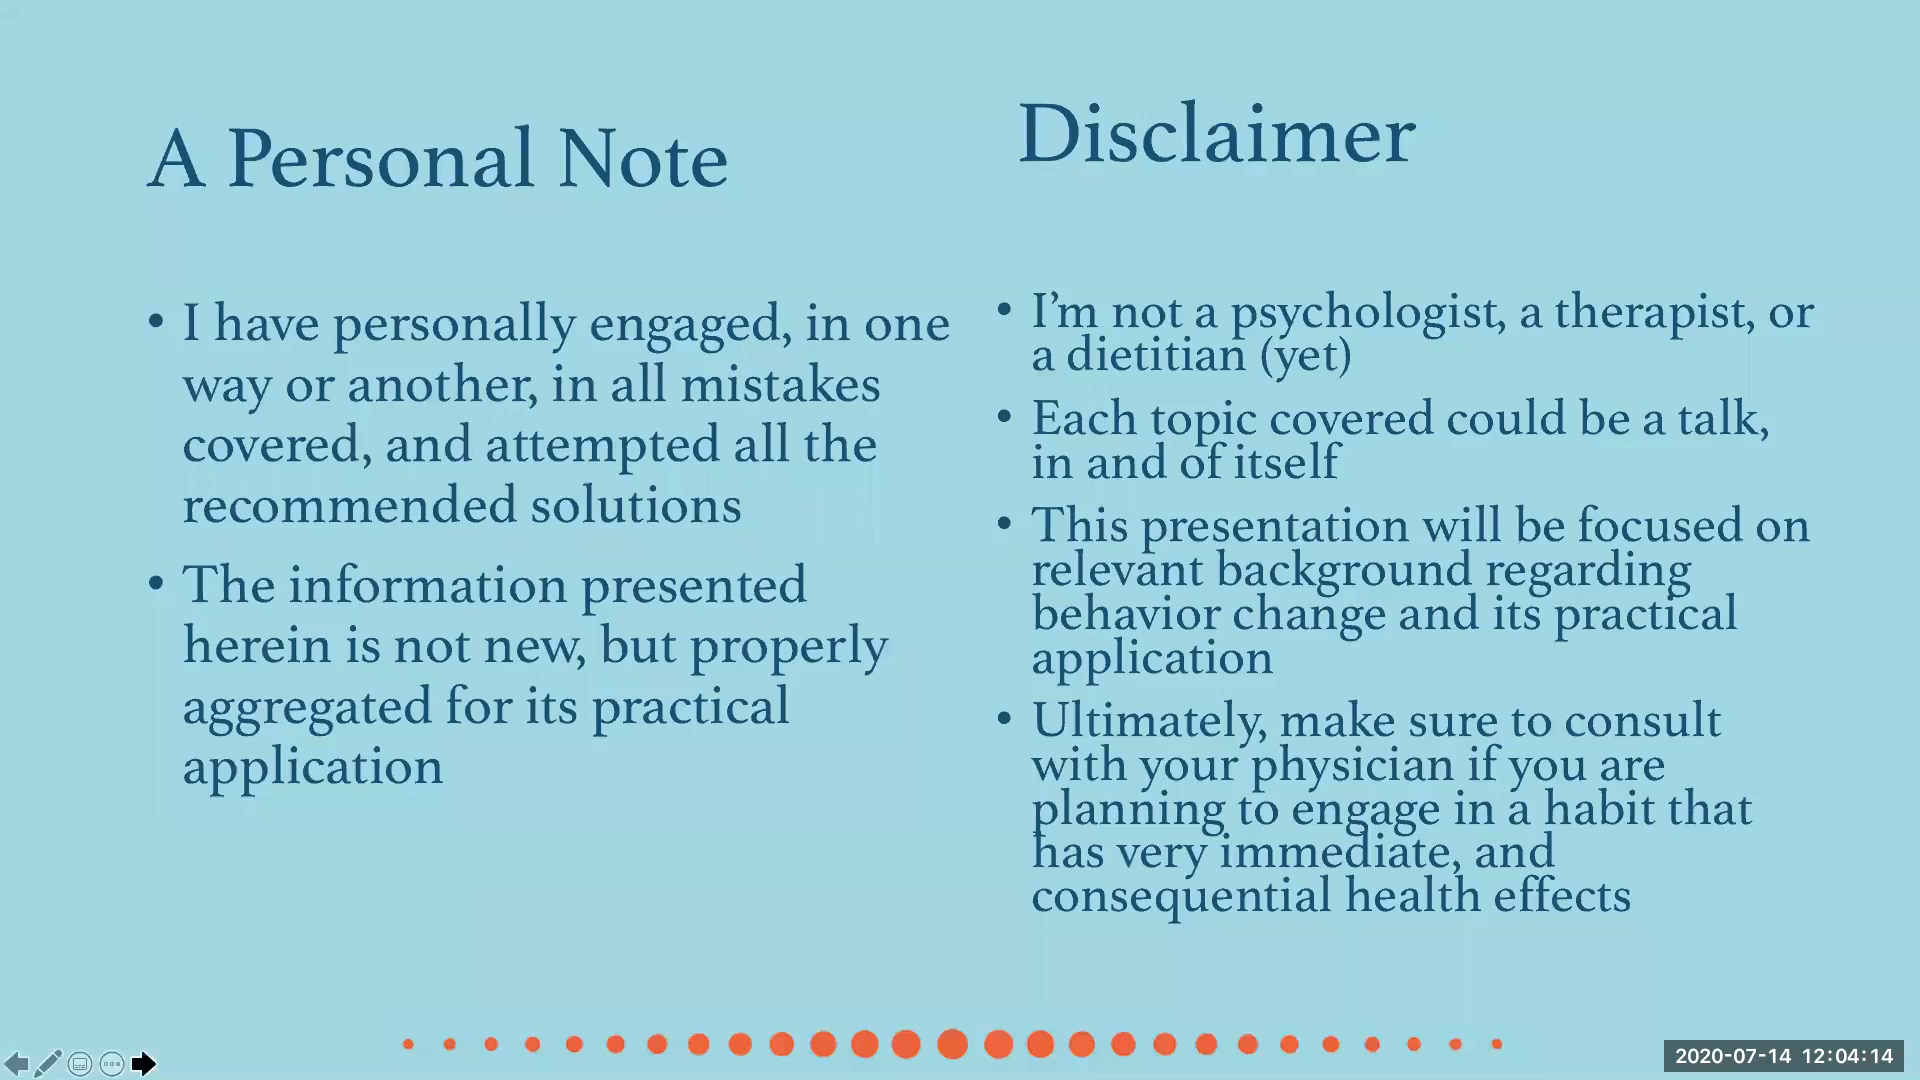 A Personal Note
• I have personally engaged, in one
way or another, in all mistakes
covered, and attempted all the
recommended solutions
• The information presented
herein is not new, but properly
aggregated for its practical
application
Disclaimer
• I’m not a psychologist, a therapist, or
a dietitian (yet)
• Each topic covered could be a talk,
in and of itself
• This presentation will be focused on
relevant background regarding
behavior change and its practical
application
• Ultimately, make sure to consult
with your physician if you are
planning to engage in a habit that
has very immediate, and
consequential health effects
2020-07-14 12:04:14